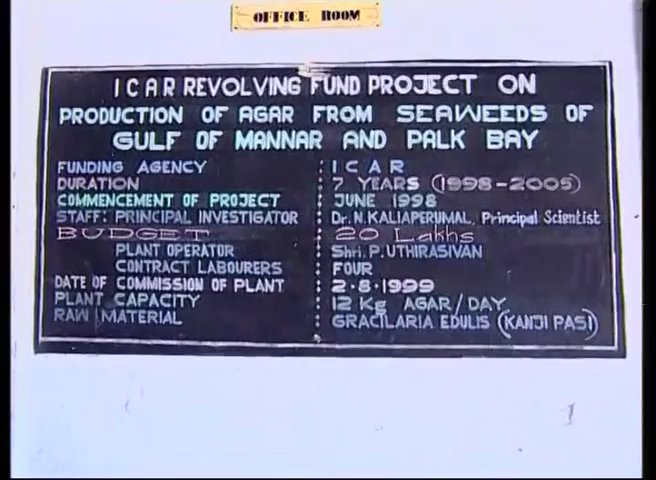 OFFICE ROOM
ICAR REVOLVING FUND PROJECT ON
PRODUCTION OF AGAR FROM SEAWEEDS OF
GULF OF MANNAR AND PALK BAY
FUNDING AGENCY : ICAR
DURATION : 7 YEARS (1998-2005)
COMMENCEMENT OF PROJECT : JUNE 1998
STAFF: PRINCIPAL INVESTIGATOR : Dr. N. KALIAPERUMAL, Principal Scientist
BUDGET : 20 Lakhs
PLANT OPERATOR : Shri. P. UTHIRASIVAN
CONTRACT LABOURERS : FOUR
DATE OF COMMISSION OF PLANT : 2.8.1999
PLANT CAPACITY : 12 Kg AGAR/DAY
RAW MATERIAL : GRACILARIA EDULIS (KANJI PASI)